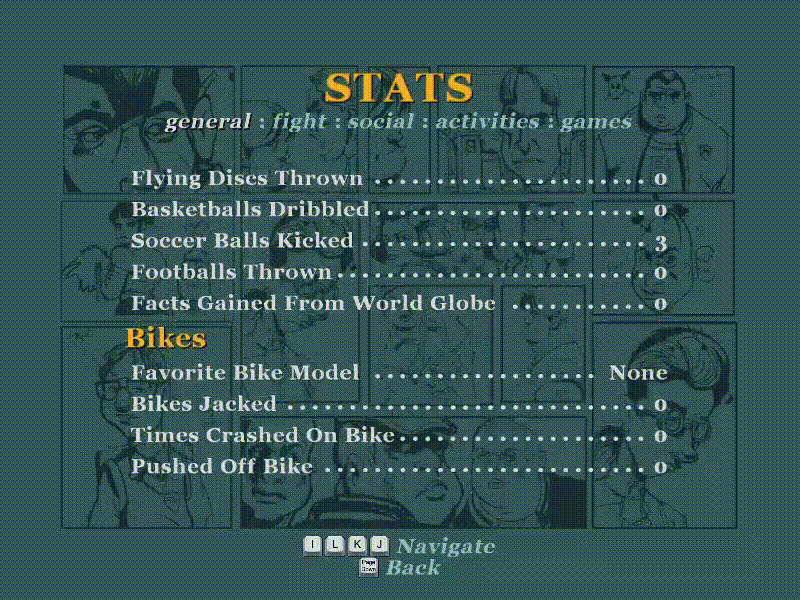 STATS
general : fight : social : activities : games
Flying Discs Thrown ........................ 0
Basketballs Dribbled ........................ 0
Soccer Balls Kicked ......................... 3
Footballs Thrown ........................... 0
Facts Gained From World Globe ............ 0
Bikes
Favorite Bike Model .................. None
Bikes Jacked ................................ 0
Times Crashed On Bike ...................... 0
Pushed Off Bike ............................ 0
I L K J Navigate
Page Down Back